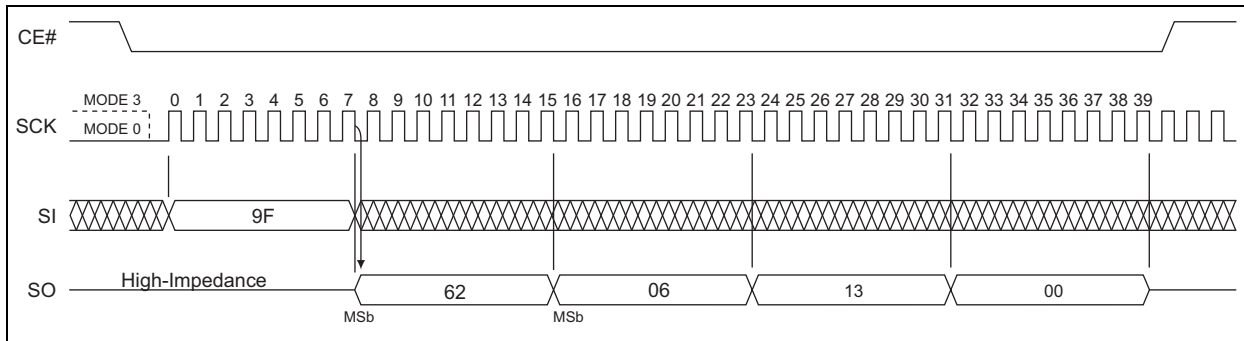 CE#
MODE 3
0 1 2 3 4 5 6 7 8 9 10 11 12 13 14 15 16 17 18 19 20 21 22 23 24 25 26 27 28 29 30 31 32 33 34 35 36 37 38 39
SCK
MODE 0
SI
9F
High-Impedance
SO
62
06
13
00
MSb
MSb